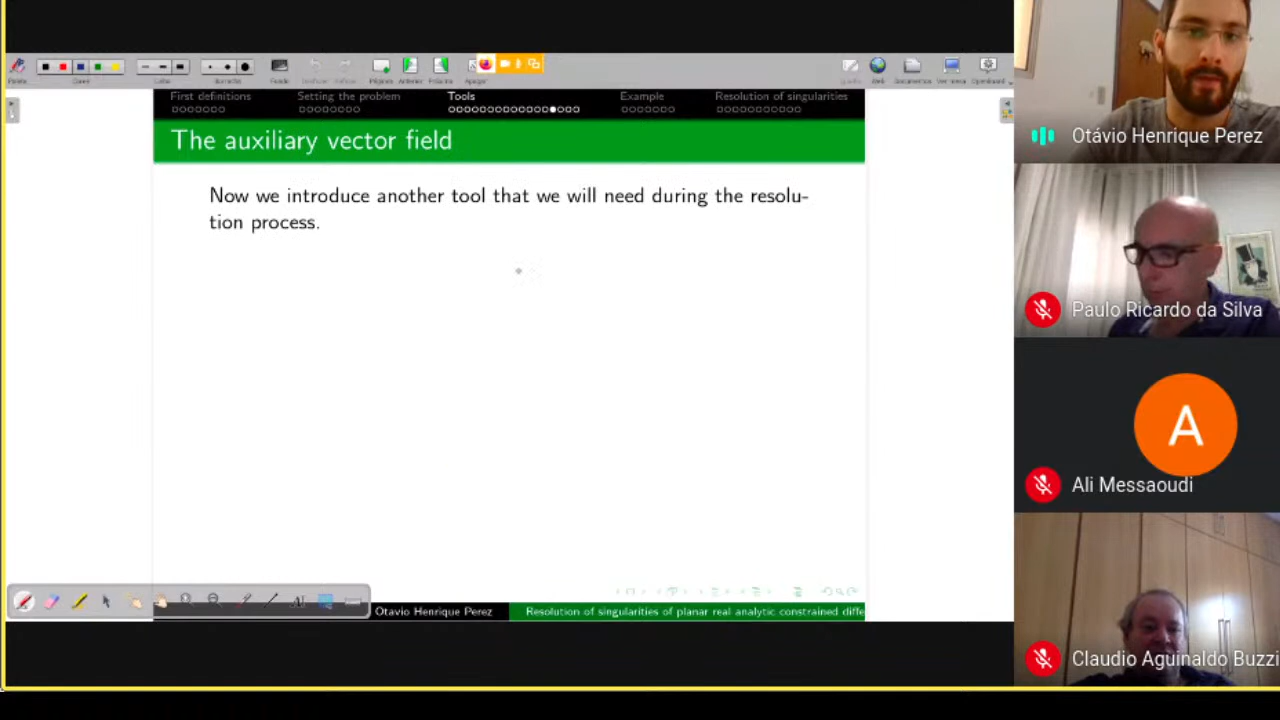 First definitions Setting the problem Tools Example Resolution of singularities
The auxiliary vector field
Now we introduce another tool that we will need during the resolu-
tion process.
Otavio Henrique Perez Resolution of singularities of planar real analytic constrained diffe
Otávio Henrique Perez
Paulo Ricardo da Silva
A
Ali Messaoudi
Claudio Aguinaldo Buzzi